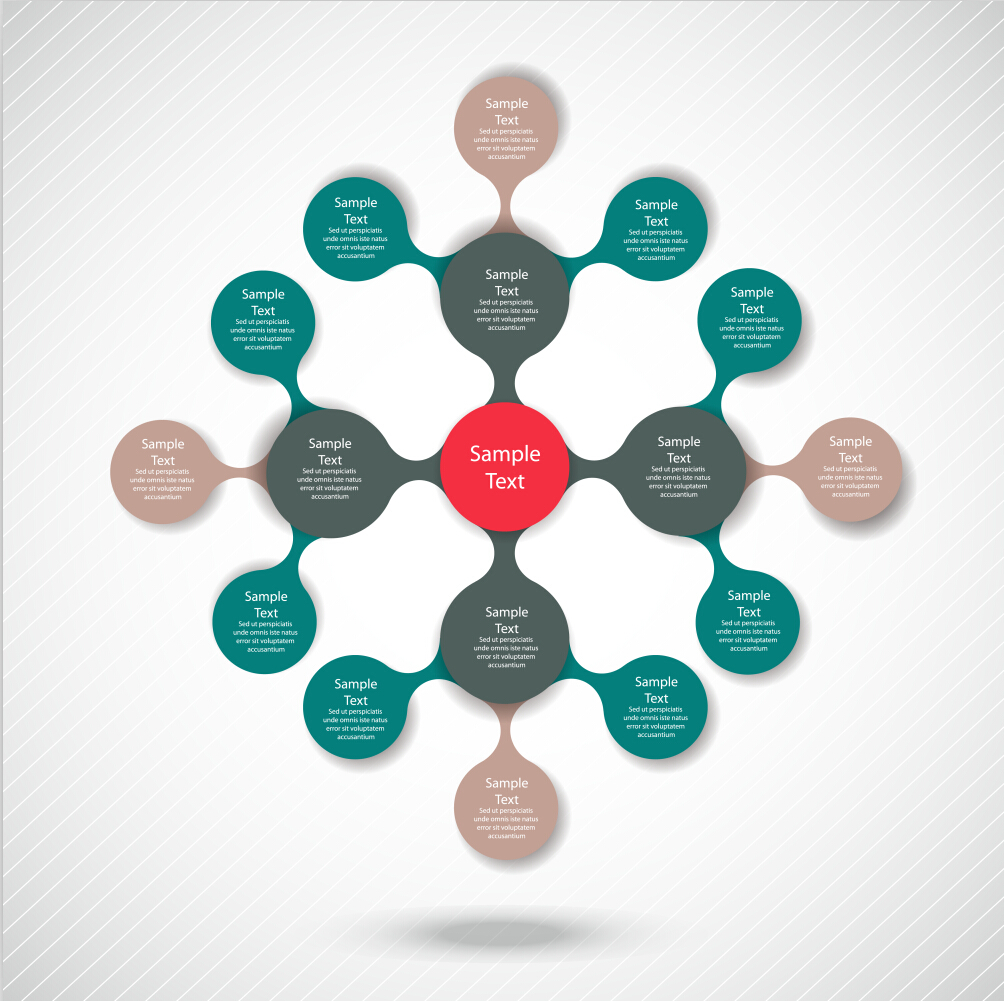 Sample
Text
Sed ut perspiciatis
unde omnis iste natus
error sit voluptatem
accusantium
Sample
Text
Sed ut perspiciatis
unde omnis iste natus
error sit voluptatem
accusantium
Sample
Text
Sed ut perspiciatis
unde omnis iste natus
error sit voluptatem
accusantium
Sample
Text
Sed ut perspiciatis
unde omnis iste natus
error sit voluptatem
accusantium
Sample
Text
Sed ut perspiciatis
unde omnis iste natus
error sit voluptatem
accusantium
Sample
Text
Sed ut perspiciatis
unde omnis iste natus
error sit voluptatem
accusantium
Sample
Text
Sed ut perspiciatis
unde omnis iste natus
error sit voluptatem
accusantium
Sample
Text
Sed ut perspiciatis
unde omnis iste natus
error sit voluptatem
accusantium
Sample
Text
Sample
Text
Sed ut perspiciatis
unde omnis iste natus
error sit voluptatem
accusantium
Sample
Text
Sed ut perspiciatis
unde omnis iste natus
error sit voluptatem
accusantium
Sample
Text
Sed ut perspiciatis
unde omnis iste natus
error sit voluptatem
accusantium
Sample
Text
Sed ut perspiciatis
unde omnis iste natus
error sit voluptatem
accusantium
Sample
Text
Sed ut perspiciatis
unde omnis iste natus
error sit voluptatem
accusantium
Sample
Text
Sed ut perspiciatis
unde omnis iste natus
error sit voluptatem
accusantium
Sample
Text
Sed ut perspiciatis
unde omnis iste natus
error sit voluptatem
accusantium
Sample
Text
Sed ut perspiciatis
unde omnis iste natus
error sit voluptatem
accusantium